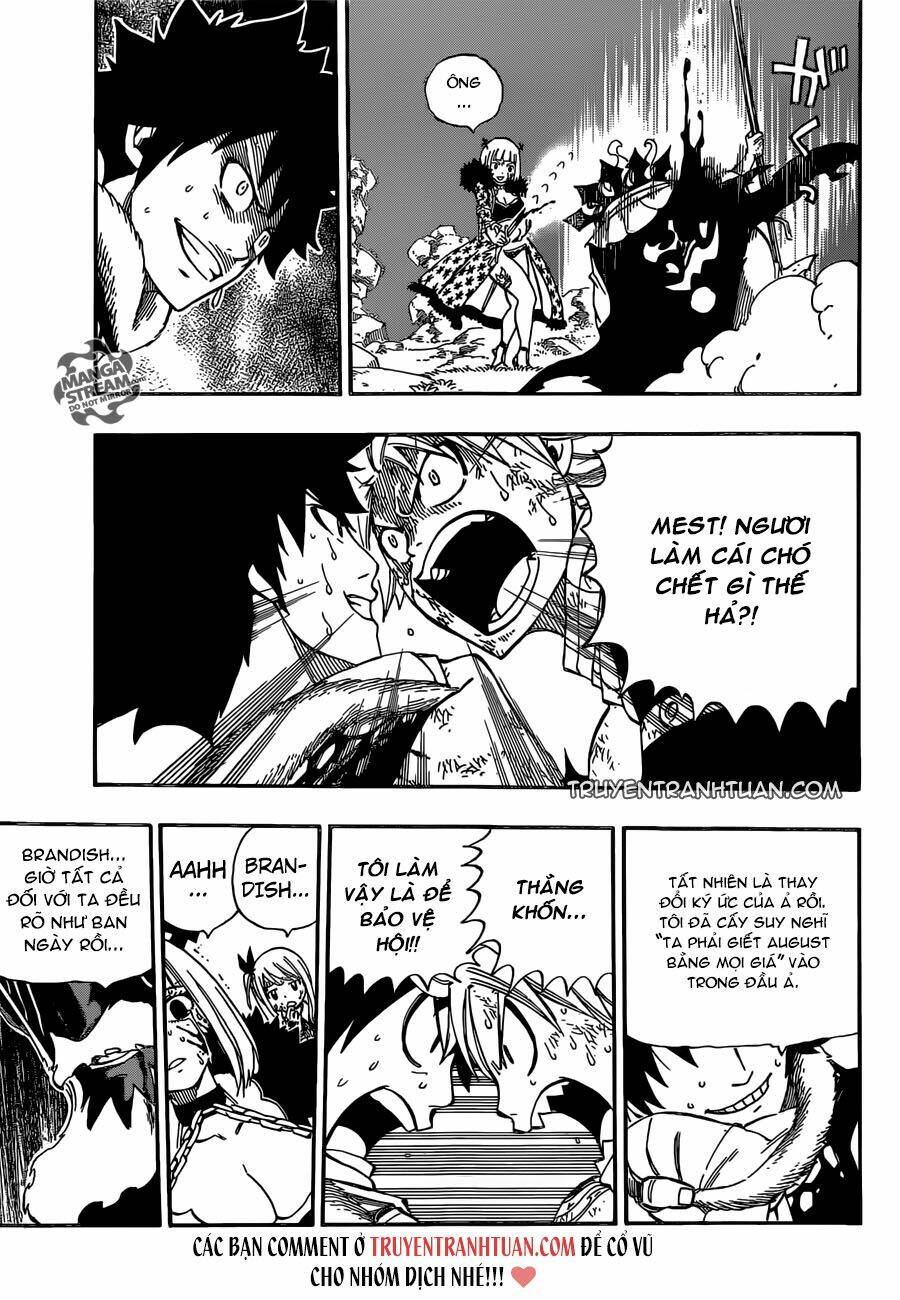 ÔNG
...
ギ
MANGA
STREAM.com
DO NOT MIRROR!
MEST! NGƯƠI
LÀM CÁI CHÓ
CHẾT GÌ THẾ
HẢ?!
TRUYENTRANHTUAN.COM
TẤT NHIÊN LÀ THAY
ĐỔI KÝ ỨC CỦA Ả RỒI.
TÔI ĐÃ CẤY SUY NGHĨ
"TA PHẢI GIẾT AUGUST
BẰNG MỌI GIÁ" VÀO
TRONG ĐẦU Ả.
THẰNG
KHỐN...
TÔI LÀM
VẬY LÀ ĐỂ
BẢO VỆ
HỘI!!
BRAN-
DISH...
AAHH
...
BRANDISH...
GIỜ TẤT CẢ
ĐỐI VỚI TA ĐỀU
RÕ NHƯ BAN
NGÀY RỒI...
CÁC BẠN COMMENT Ở TRUYENTRANHTUAN.COM ĐỂ CỔ VŨ
CHO NHÓM DỊCH NHÉ!!! ❤